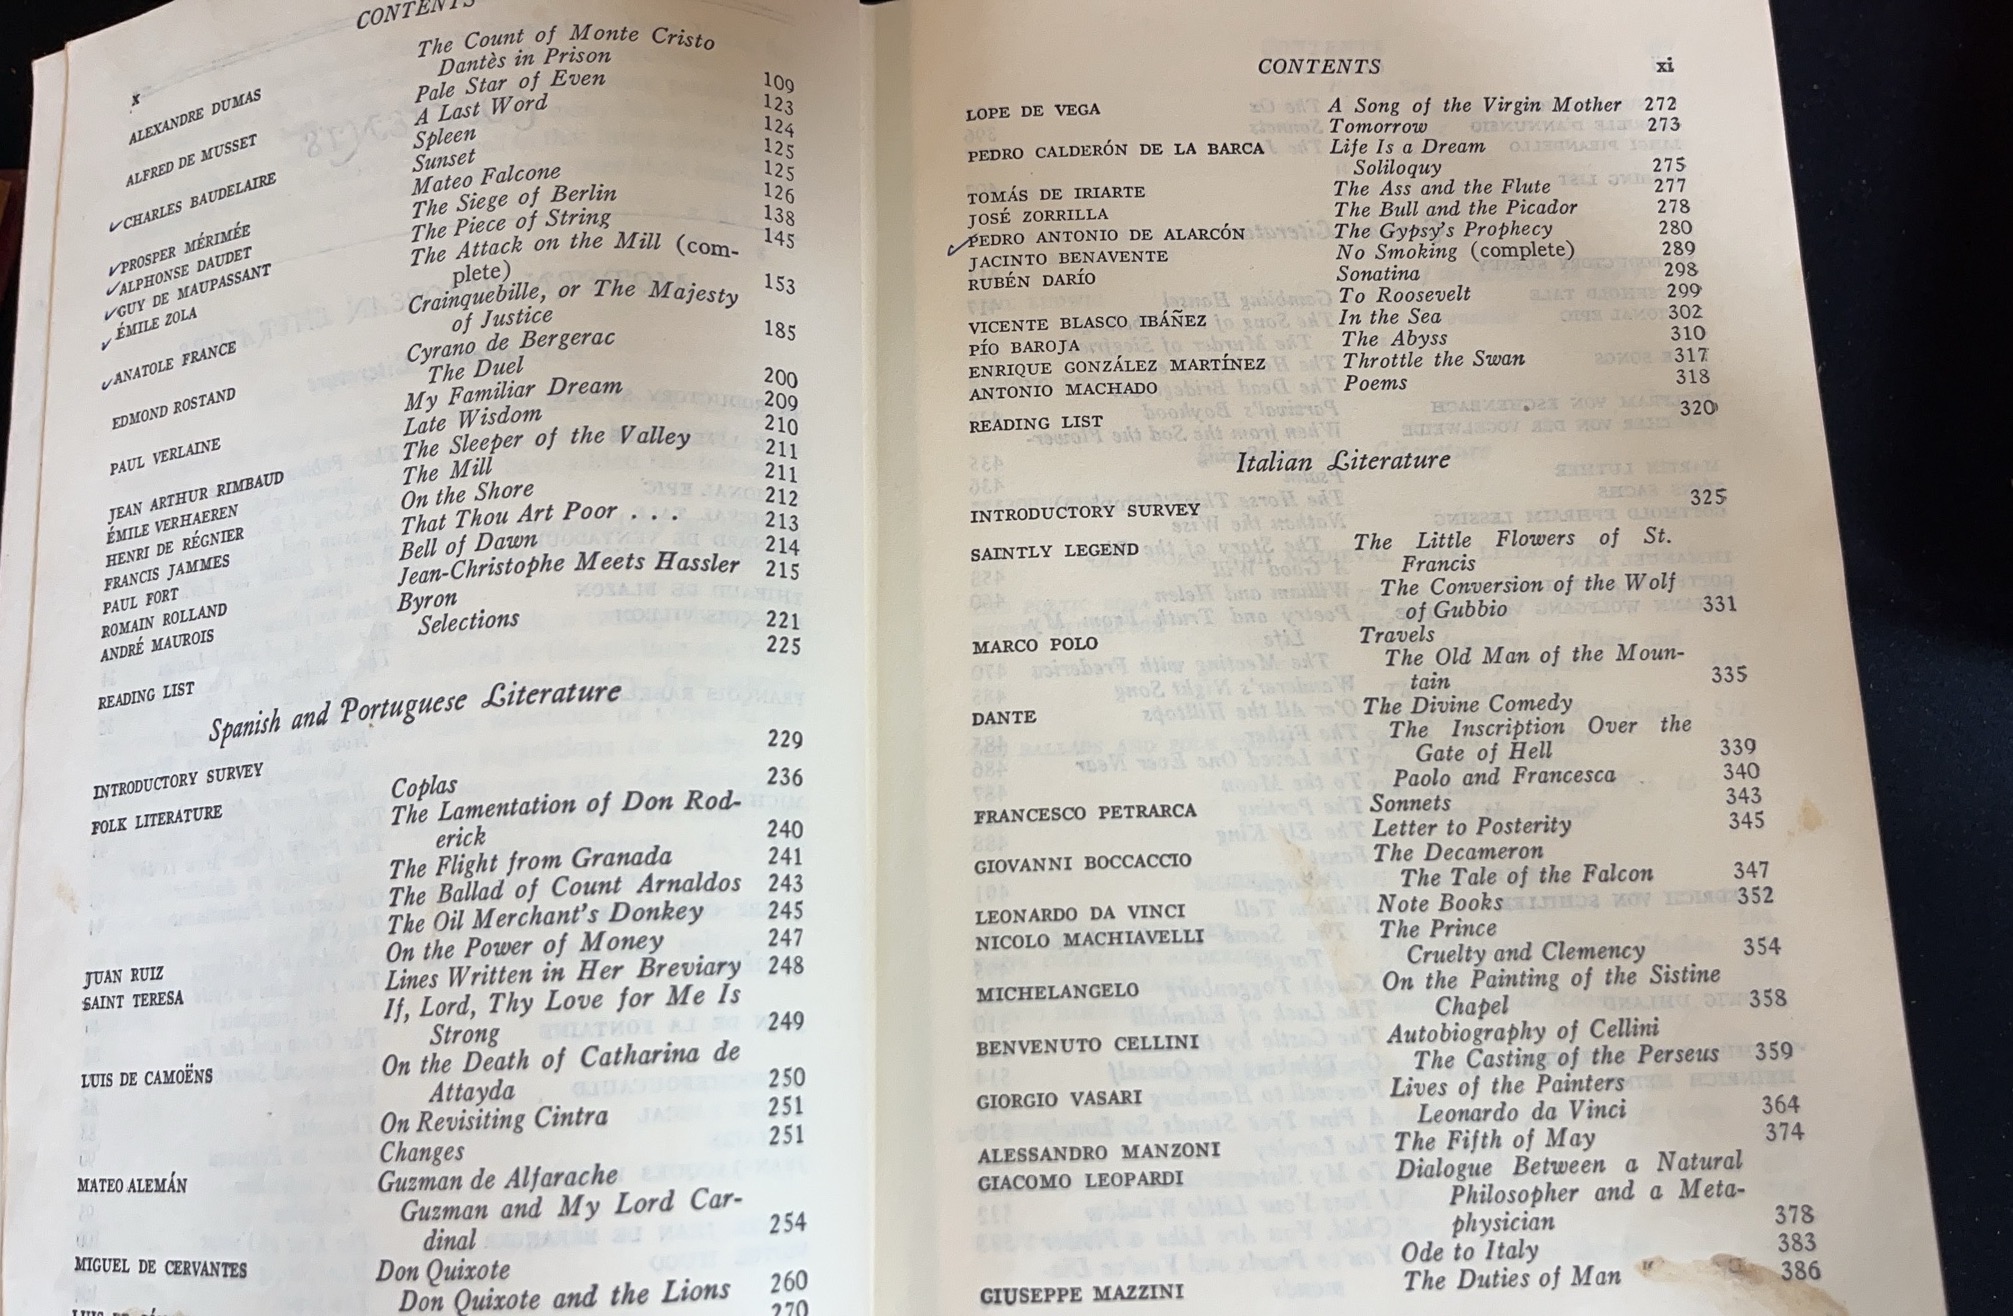 CONTENTS
x
ALEXANDRE DUMAS The Count of Monte Cristo
Dantès in Prison 109
ALFRED DE MUSSET Pale Star of Even 123
A Last Word 124
CHARLES BAUDELAIRE Spleen 125
Sunset 125
PROSPER MÉRIMÉE Mateo Falcone 126
ALPHONSE DAUDET The Siege of Berlin 138
GUY DE MAUPASSANT The Piece of String 145
ÉMILE ZOLA The Attack on the Mill (com-
plete) 153
ANATOLE FRANCE Crainquebille, or The Majesty
of Justice 185
EDMOND ROSTAND Cyrano de Bergerac
The Duel 200
PAUL VERLAINE My Familiar Dream 209
Late Wisdom 210
JEAN ARTHUR RIMBAUD The Sleeper of the Valley 211
ÉMILE VERHAEREN The Mill 211
HENRI DE RÉGNIER On the Shore 212
FRANCIS JAMMES That Thou Art Poor . . . 213
PAUL FORT Bell of Dawn 214
ROMAIN ROLLAND Jean-Christophe Meets Hassler 215
ANDRÉ MAUROIS Byron
Selections 221
READING LIST 225
Spanish and Portuguese Literature
INTRODUCTORY SURVEY 229
FOLK LITERATURE Coplas 236
The Lamentation of Don Rod-
erick 240
The Flight from Granada 241
The Ballad of Count Arnaldos 243
The Oil Merchant's Donkey 245
JUAN RUIZ On the Power of Money 247
SAINT TERESA Lines Written in Her Breviary 248
If, Lord, Thy Love for Me Is
Strong 249
LUIS DE CAMOËNS On the Death of Catharina de
Attayda 250
On Revisiting Cintra 251
Changes 251
MATEO ALEMÁN Guzman de Alfarache
Guzman and My Lord Car-
dinal 254
MIGUEL DE CERVANTES Don Quixote
Don Quixote and the Lions 260
270
CONTENTS xi
LOPE DE VEGA A Song of the Virgin Mother 272
Tomorrow 273
PEDRO CALDERÓN DE LA BARCA Life Is a Dream
Soliloquy 275
TOMÁS DE IRIARTE The Ass and the Flute 277
JOSÉ ZORRILLA The Bull and the Picador 278
PEDRO ANTONIO DE ALARCÓN The Gypsy's Prophecy 280
JACINTO BENAVENTE No Smoking (complete) 289
RUBÉN DARÍO Sonatina 298
To Roosevelt 299
VICENTE BLASCO IBÁÑEZ In the Sea 302
PÍO BAROJA The Abyss 310
ENRIQUE GONZÁLEZ MARTÍNEZ Throttle the Swan 317
ANTONIO MACHADO Poems 318
READING LIST 320
Italian Literature
INTRODUCTORY SURVEY 325
SAINTLY LEGEND The Little Flowers of St.
Francis
The Conversion of the Wolf
of Gubbio 331
MARCO POLO Travels
The Old Man of the Moun-
tain 335
DANTE The Divine Comedy
The Inscription Over the
Gate of Hell 339
Paolo and Francesca 340
FRANCESCO PETRARCA Sonnets 343
Letter to Posterity 345
GIOVANNI BOCCACCIO The Decameron
The Tale of the Falcon 347
LEONARDO DA VINCI Note Books 352
NICOLO MACHIAVELLI The Prince
Cruelty and Clemency 354
MICHELANGELO On the Painting of the Sistine
Chapel 358
BENVENUTO CELLINI Autobiography of Cellini
The Casting of the Perseus 359
GIORGIO VASARI Lives of the Painters
Leonardo da Vinci 364
ALESSANDRO MANZONI The Fifth of May 374
GIACOMO LEOPARDI Dialogue Between a Natural
Philosopher and a Meta-
physician 378
Ode to Italy 383
GIUSEPPE MAZZINI The Duties of Man 386